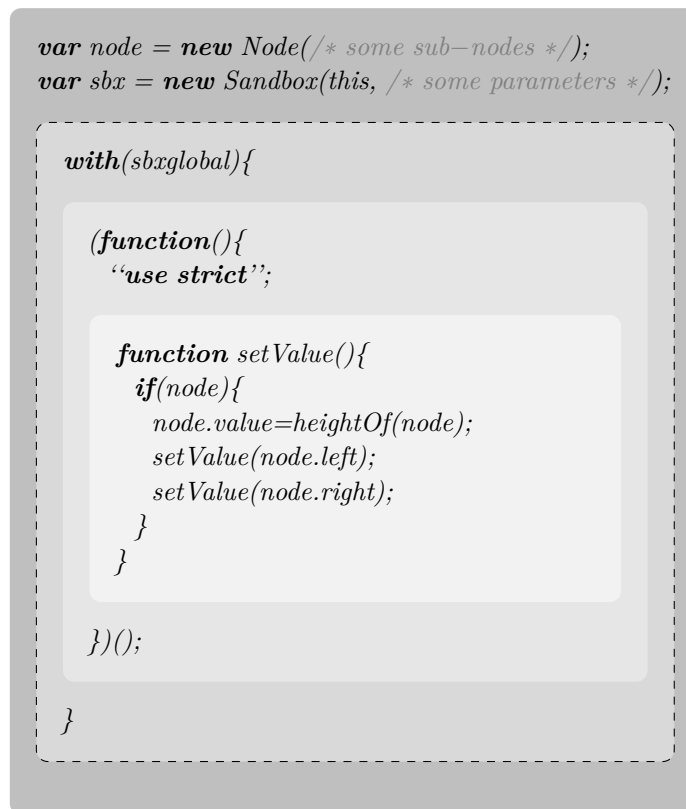 var node = new Node(/* some sub−nodes */);
var sbx = new Sandbox(this, /* some parameters */);
with(sbxglobal){
(function(){
‘‘use strict’’;
function setValue(){
if(node){
node.value=heightOf(node);
setValue(node.left);
setValue(node.right);
}
}
})();
}